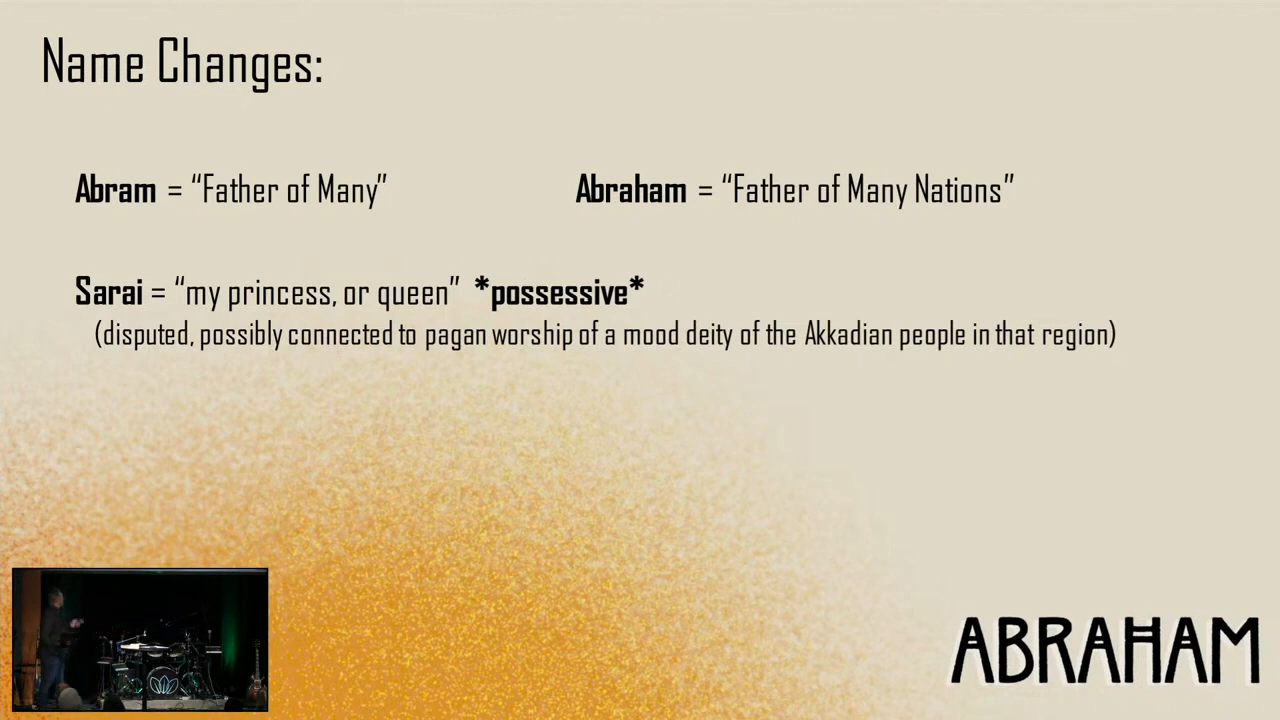 Name Changes:
Abram = “Father of Many” Abraham = “Father of Many Nations”
Sarai = “my princess, or queen” *possessive*
(disputed, possibly connected to pagan worship of a mood deity of the Akkadian people in that region)
ABRAHAM